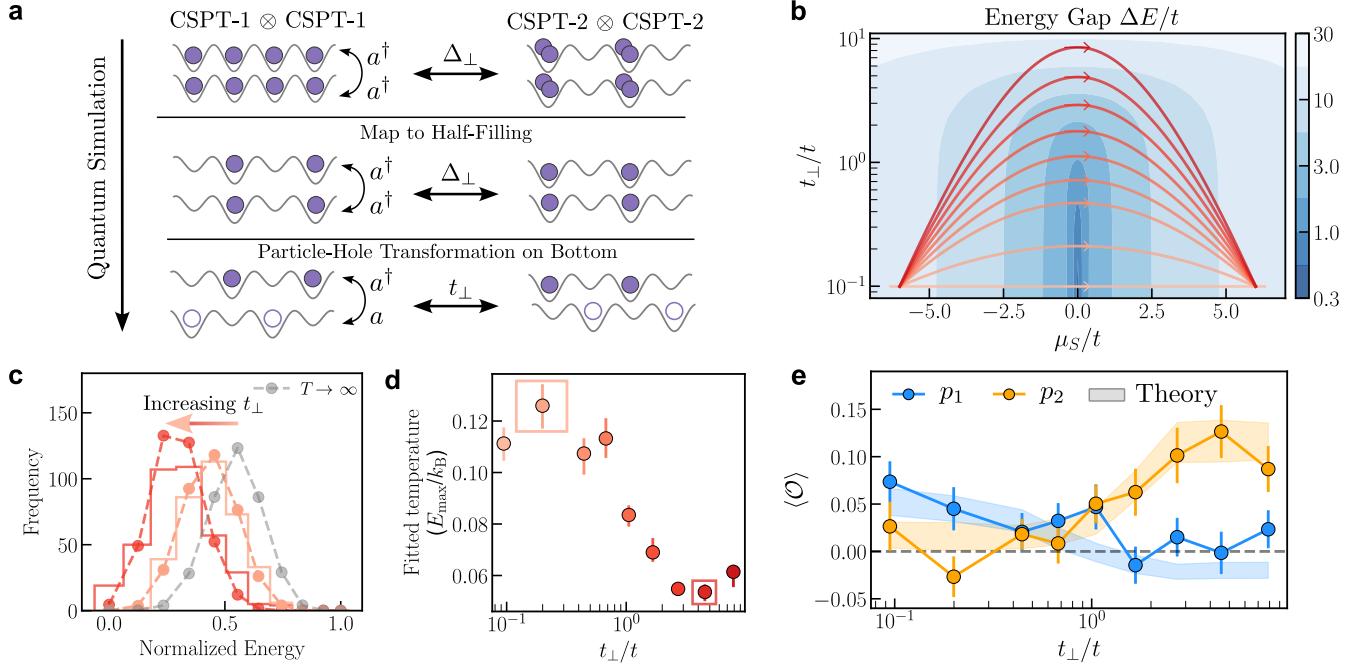 a
CSPT-1 ⊗ CSPT-1
CSPT-2 ⊗ CSPT-2
Quantum Simulation
a†
a†
Δ⊥
Map to Half-Filling
a†
a†
Δ⊥
Particle-Hole Transformation on Bottom
a†
a
t⊥
b
Energy Gap ΔE/t
t⊥/t
10¹
10⁰
10⁻¹
−5.0
−2.5
0.0
2.5
5.0
μS/t
30
10
3.0
1.0
0.3
c
T → ∞
Increasing t⊥
Frequency
150
100
50
0
0.0
0.5
1.0
Normalized Energy
d
Fitted temperature
(Emax/kB)
0.12
0.10
0.08
0.06
10⁻¹
10⁰
t⊥/t
e
p₁
p₂
Theory
⟨O⟩
0.15
0.10
0.05
0.00
−0.05
10⁻¹
10⁰
t⊥/t